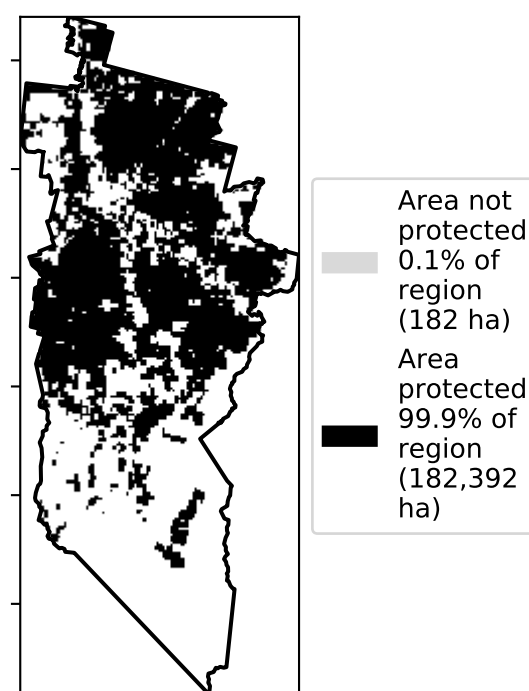 Area not
protected
0.1% of
region
(182 ha)
Area
protected
99.9% of
region
(182,392
ha)